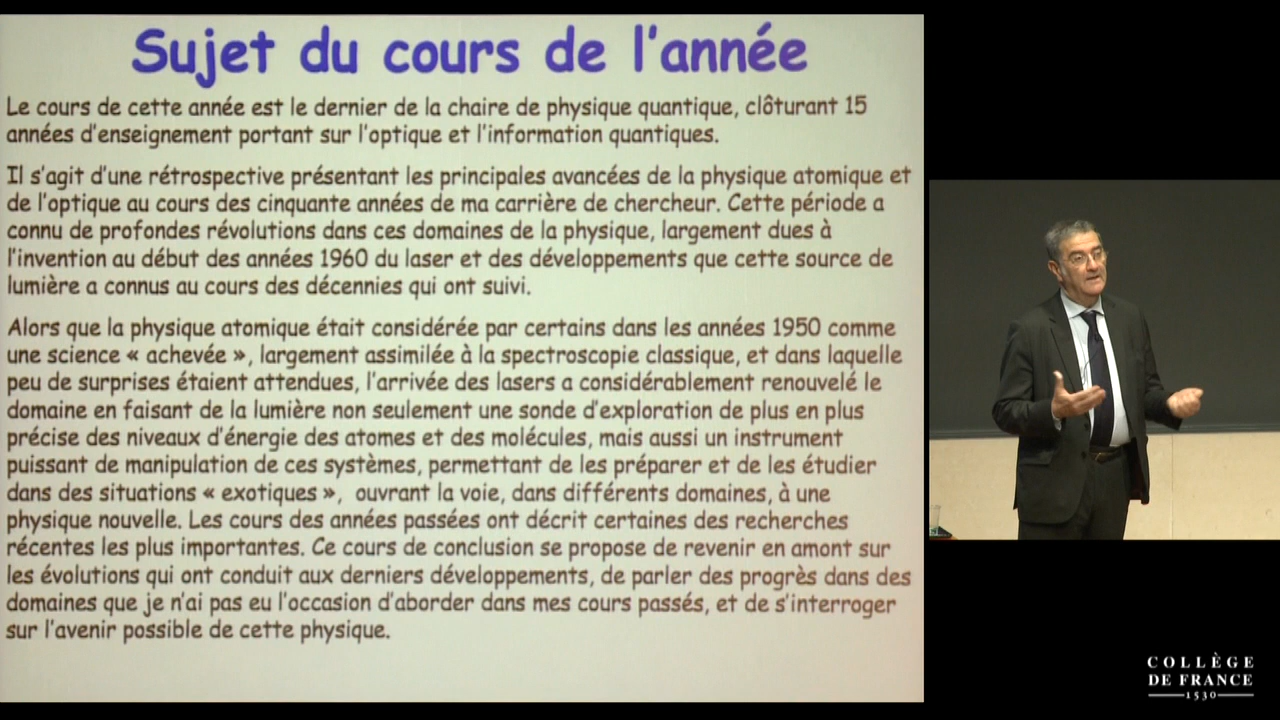 Sujet du cours de l'année
Le cours de cette année est le dernier de la chaire de physique quantique, clôturant 15
années d'enseignement portant sur l'optique et l'information quantiques.
Il s'agit d'une rétrospective présentant les principales avancées de la physique atomique et
de l'optique au cours des cinquante années de ma carrière de chercheur. Cette période a
connu de profondes révolutions dans ces domaines de la physique, largement dues à
l'invention au début des années 1960 du laser et des développements que cette source de
lumière a connus au cours des décennies qui ont suivi.
Alors que la physique atomique était considérée par certains dans les années 1950 comme
une science « achevée », largement assimilée à la spectroscopie classique, et dans laquelle
peu de surprises étaient attendues, l'arrivée des lasers a considérablement renouvelé le
domaine en faisant de la lumière non seulement une sonde d'exploration de plus en plus
précise des niveaux d'énergie des atomes et des molécules, mais aussi un instrument
puissant de manipulation de ces systèmes, permettant de les préparer et de les étudier
dans des situations « exotiques », ouvrant la voie, dans différents domaines, à une
physique nouvelle. Les cours des années passées ont décrit certaines des recherches
récentes les plus importantes. Ce cours de conclusion se propose de revenir en amont sur
les évolutions qui ont conduit aux derniers développements, de parler des progrès dans des
domaines que je n'ai pas eu l'occasion d'aborder dans mes cours passés, et de s'interroger
sur l'avenir possible de cette physique.
COLLÈGE
DE FRANCE
1530